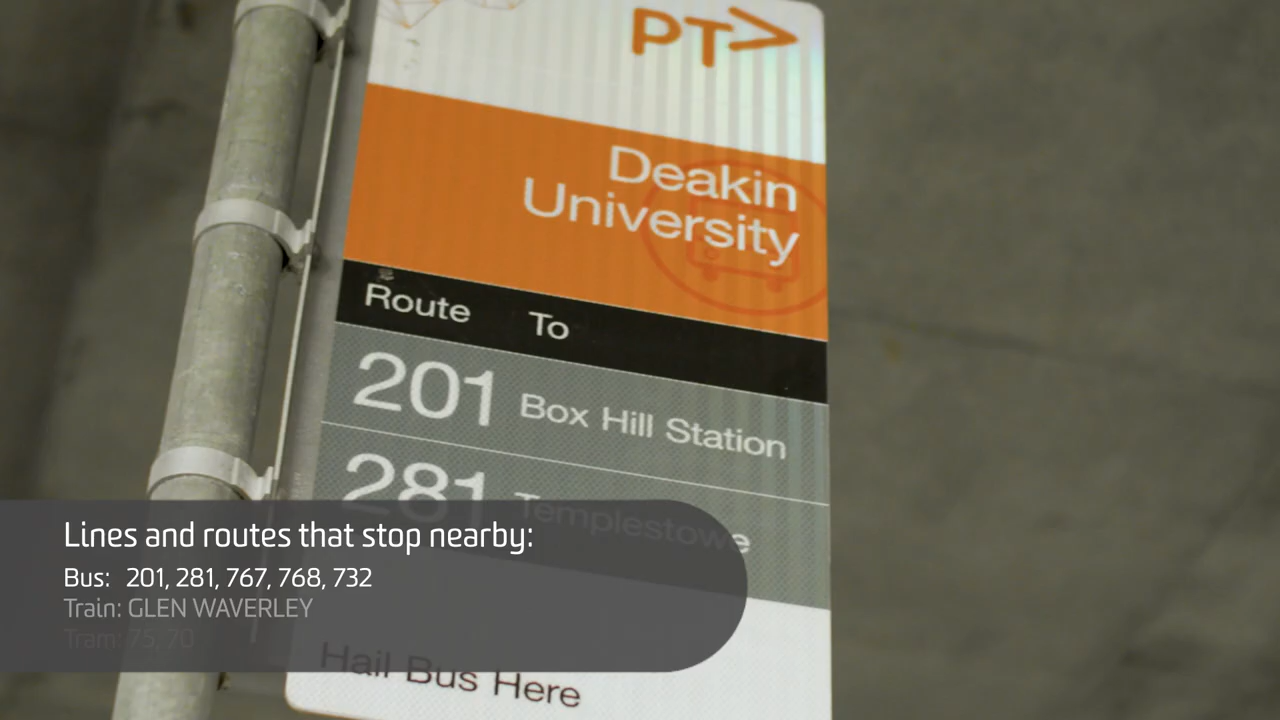 PT>
Deakin
University
Route To
201 Box Hill Station
281 Templestowe
Lines and routes that stop nearby:
Bus: 201, 281, 767, 768, 732
Train: GLEN WAVERLEY
Tram: 75, 70
Hail Bus Here